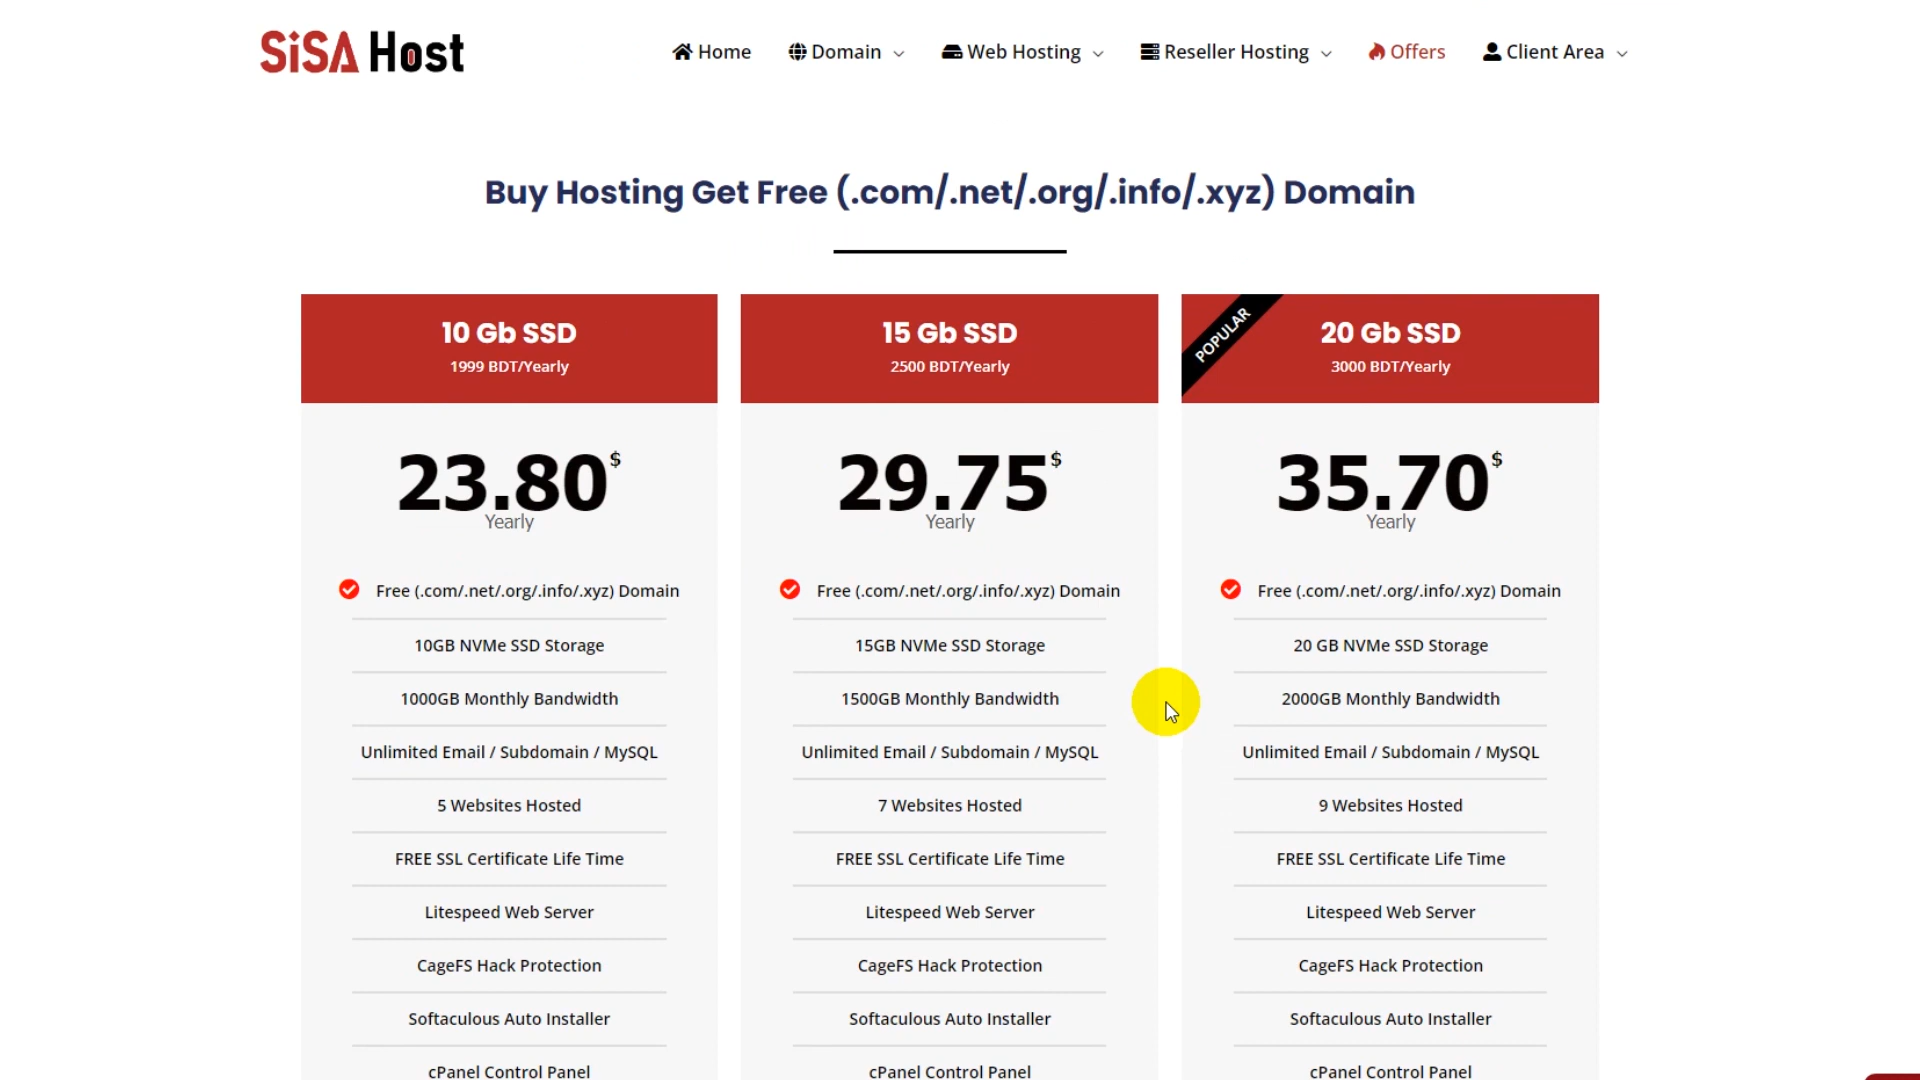 SiSA Host
Home
Domain
Web Hosting
Reseller Hosting
Offers
Client Area
Buy Hosting Get Free (.com/.net/.org/.info/.xyz) Domain
10 Gb SSD
1999 BDT/Yearly
23.80$
Yearly
Free (.com/.net/.org/.info/.xyz) Domain
10GB NVMe SSD Storage
1000GB Monthly Bandwidth
Unlimited Email / Subdomain / MySQL
5 Websites Hosted
FREE SSL Certificate Life Time
Litespeed Web Server
CageFS Hack Protection
Softaculous Auto Installer
cPanel Control Panel
15 Gb SSD
2500 BDT/Yearly
29.75$
Yearly
Free (.com/.net/.org/.info/.xyz) Domain
15GB NVMe SSD Storage
1500GB Monthly Bandwidth
Unlimited Email / Subdomain / MySQL
7 Websites Hosted
FREE SSL Certificate Life Time
Litespeed Web Server
CageFS Hack Protection
Softaculous Auto Installer
cPanel Control Panel
POPULAR
20 Gb SSD
3000 BDT/Yearly
35.70$
Yearly
Free (.com/.net/.org/.info/.xyz) Domain
20 GB NVMe SSD Storage
2000GB Monthly Bandwidth
Unlimited Email / Subdomain / MySQL
9 Websites Hosted
FREE SSL Certificate Life Time
Litespeed Web Server
CageFS Hack Protection
Softaculous Auto Installer
cPanel Control Panel